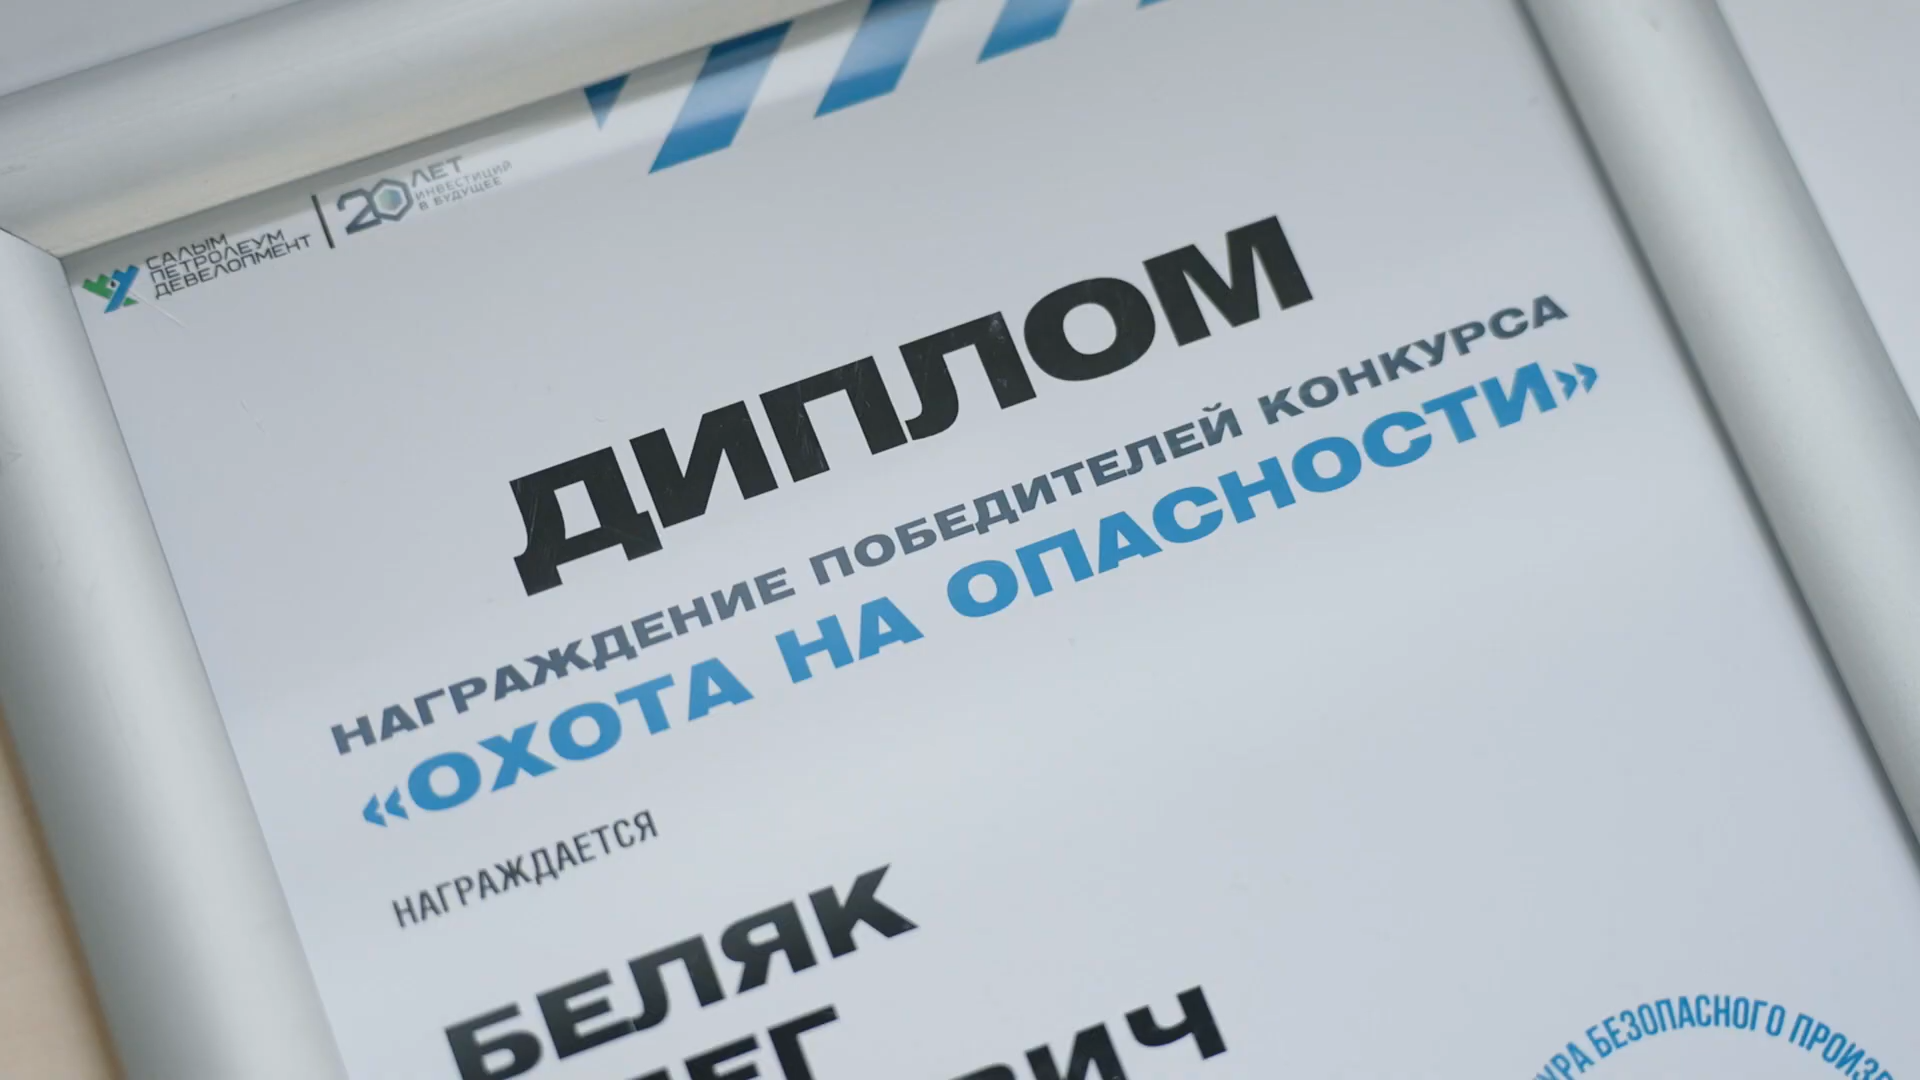 САЛЫМ
ПЕТРОЛЕУМ
ДЕВЕЛОПМЕНТ
20 ЛЕТ
ИНВЕСТИЦИЙ
В БУДУЩЕЕ
ДИПЛОМ
НАГРАЖДЕНИЕ ПОБЕДИТЕЛЕЙ КОНКУРСА
«ОХОТА НА ОПАСНОСТИ»
НАГРАЖДАЕТСЯ
БЕЛЯК
БЕЗОПАСНОГО